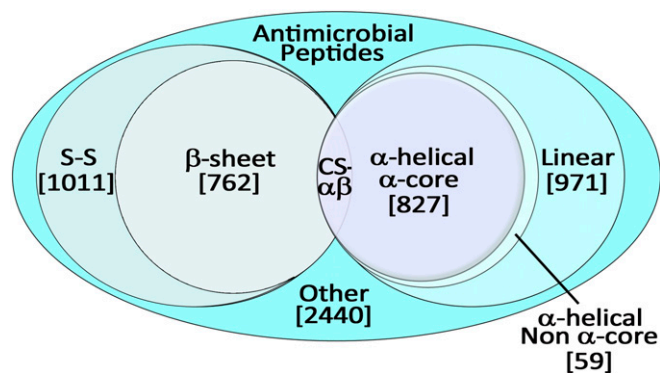 Antimicrobial
Peptides
S-S
[1011]
β-sheet
[762]
CS-
αβ
α-helical
α-core
[827]
Linear
[971]
Other
[2440]
α-helical
Non α-core
[59]